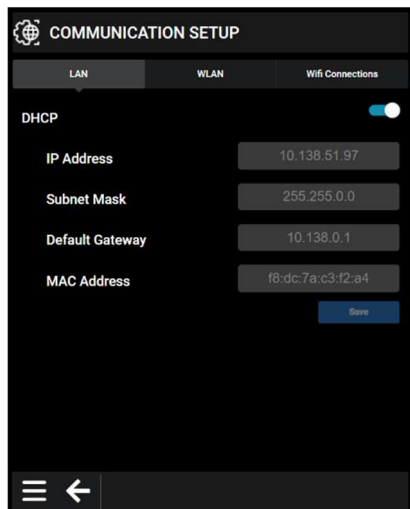 COMMUNICATION SETUP
LAN WLAN Wifi Connections
DHCP
IP Address 10.138.51.97
Subnet Mask 255.255.0.0
Default Gateway 10.138.0.1
MAC Address f8:dc:7a:c3:f2:a4
Save